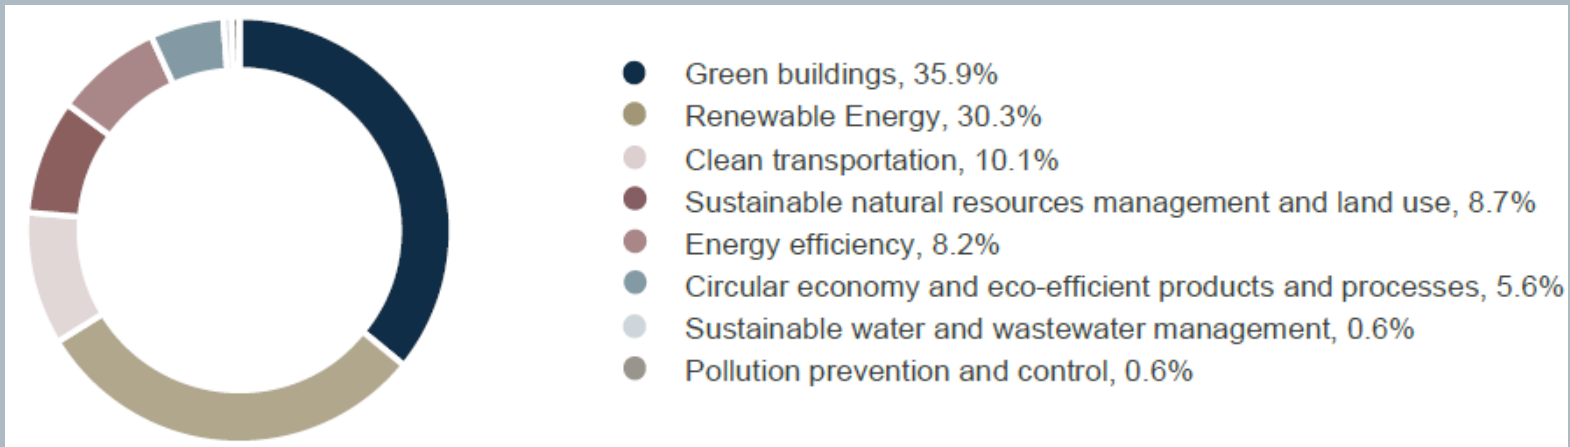 Green buildings, 35.9%
Renewable Energy, 30.3%
Clean transportation, 10.1%
Sustainable natural resources management and land use, 8.7%
Energy efficiency, 8.2%
Circular economy and eco-efficient products and processes, 5.6%
Sustainable water and wastewater management, 0.6%
Pollution prevention and control, 0.6%